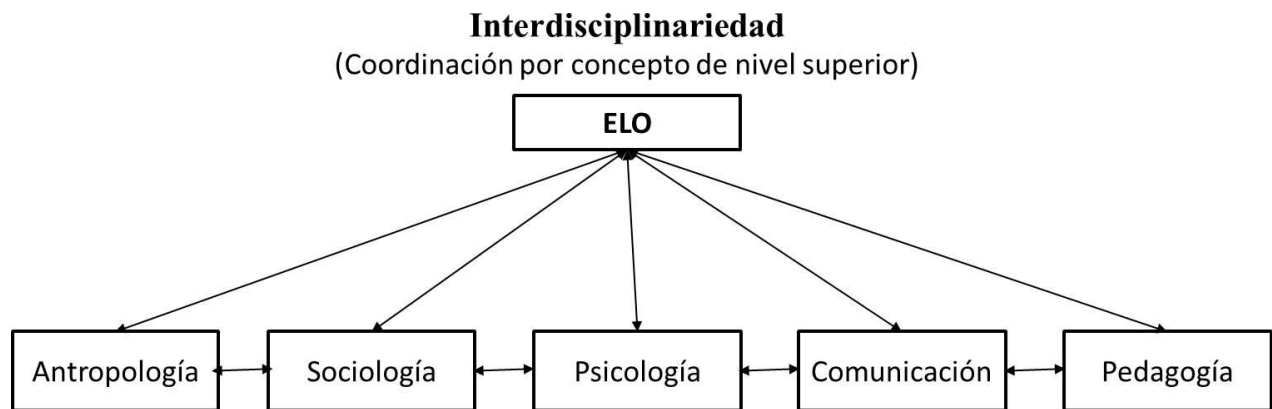 Interdisciplinariedad
(Coordinación por concepto de nivel superior)
ELO
Antropología
Sociología
Psicología
Comunicación
Pedagogía